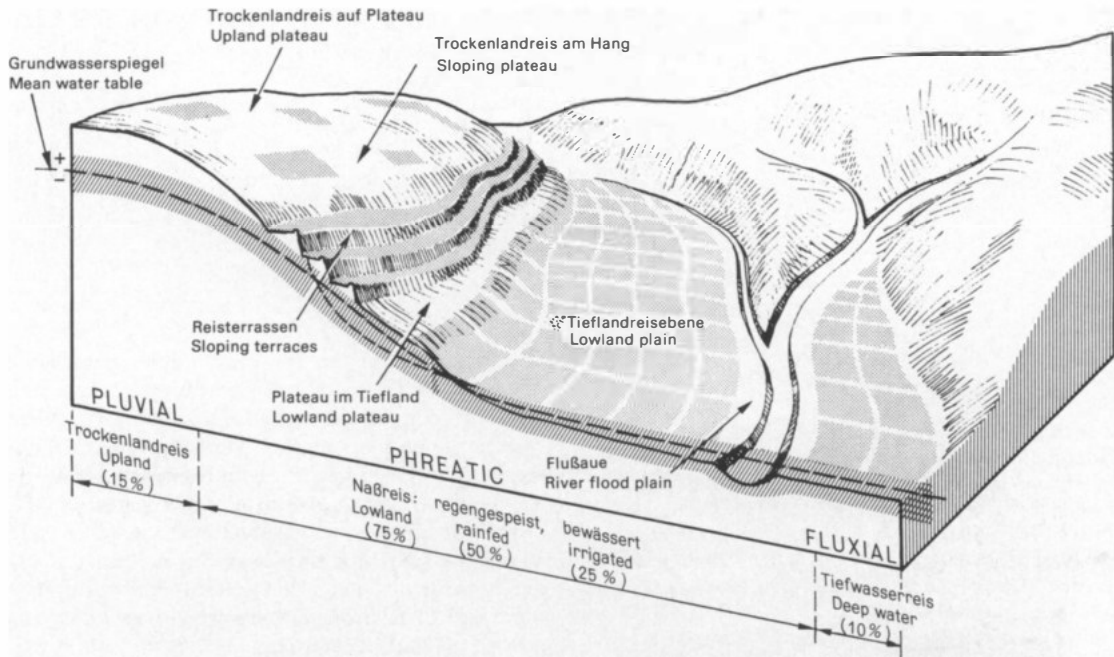 Trockenlandreis auf Plateau
Upland plateau
Trockenlandreis am Hang
Sloping plateau
Grundwasserspiegel
Mean water table
+
−
Reisterrassen
Sloping terraces
Tieflandreisebene
Lowland plain
Plateau im Tiefland
Lowland plateau
Flußaue
River flood plain
PLUVIAL
PHREATIC
FLUXIAL
Trockenlandreis
Upland
(15%)
Naßreis: regengespeist, bewässert
Lowland rainfed irrigated
(75%) (50%) (25%)
Tiefwasserreis
Deep water
(10%)